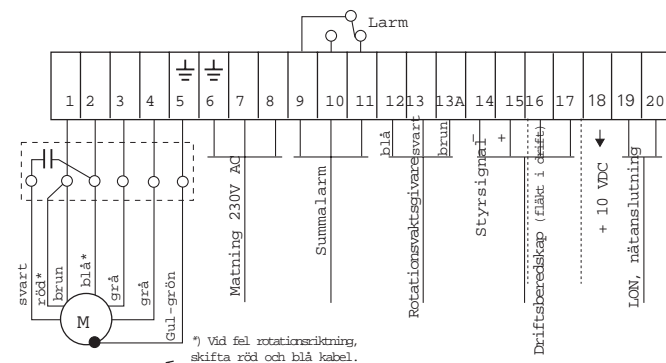 Larm
1 2 3 4 5 6 7 8 9 10 11 12 13 13A 14 15 16 17 18 19 20
svart
röd*
brun
blå*
grå
grå
Gul-grön
M
Matning 230V AC
Summalarm
blå
Rotationsvaktsgivare
svart
brun
Styrsignal
- +
Driftsberedskap (fläkt i drift)
+ 10 VDC
LON, nätanslutning
*) Vid fel rotationsriktning,
skifta röd och blå kabel.